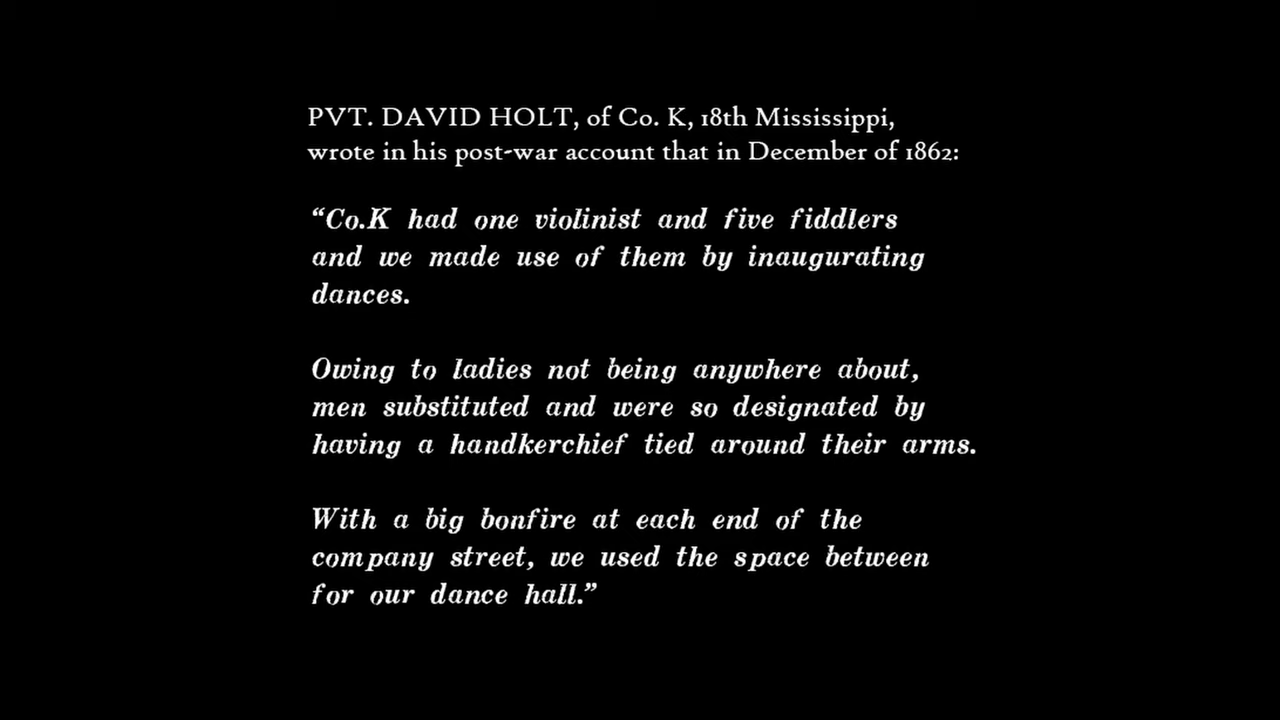 PVT. DAVID HOLT, of Co. K, 18th Mississippi,
wrote in his post-war account that in December of 1862:
“Co.K had one violinist and five fiddlers
and we made use of them by inaugurating
dances.
Owing to ladies not being anywhere about,
men substituted and were so designated by
having a handkerchief tied around their arms.
With a big bonfire at each end of the
company street, we used the space between
for our dance hall.”